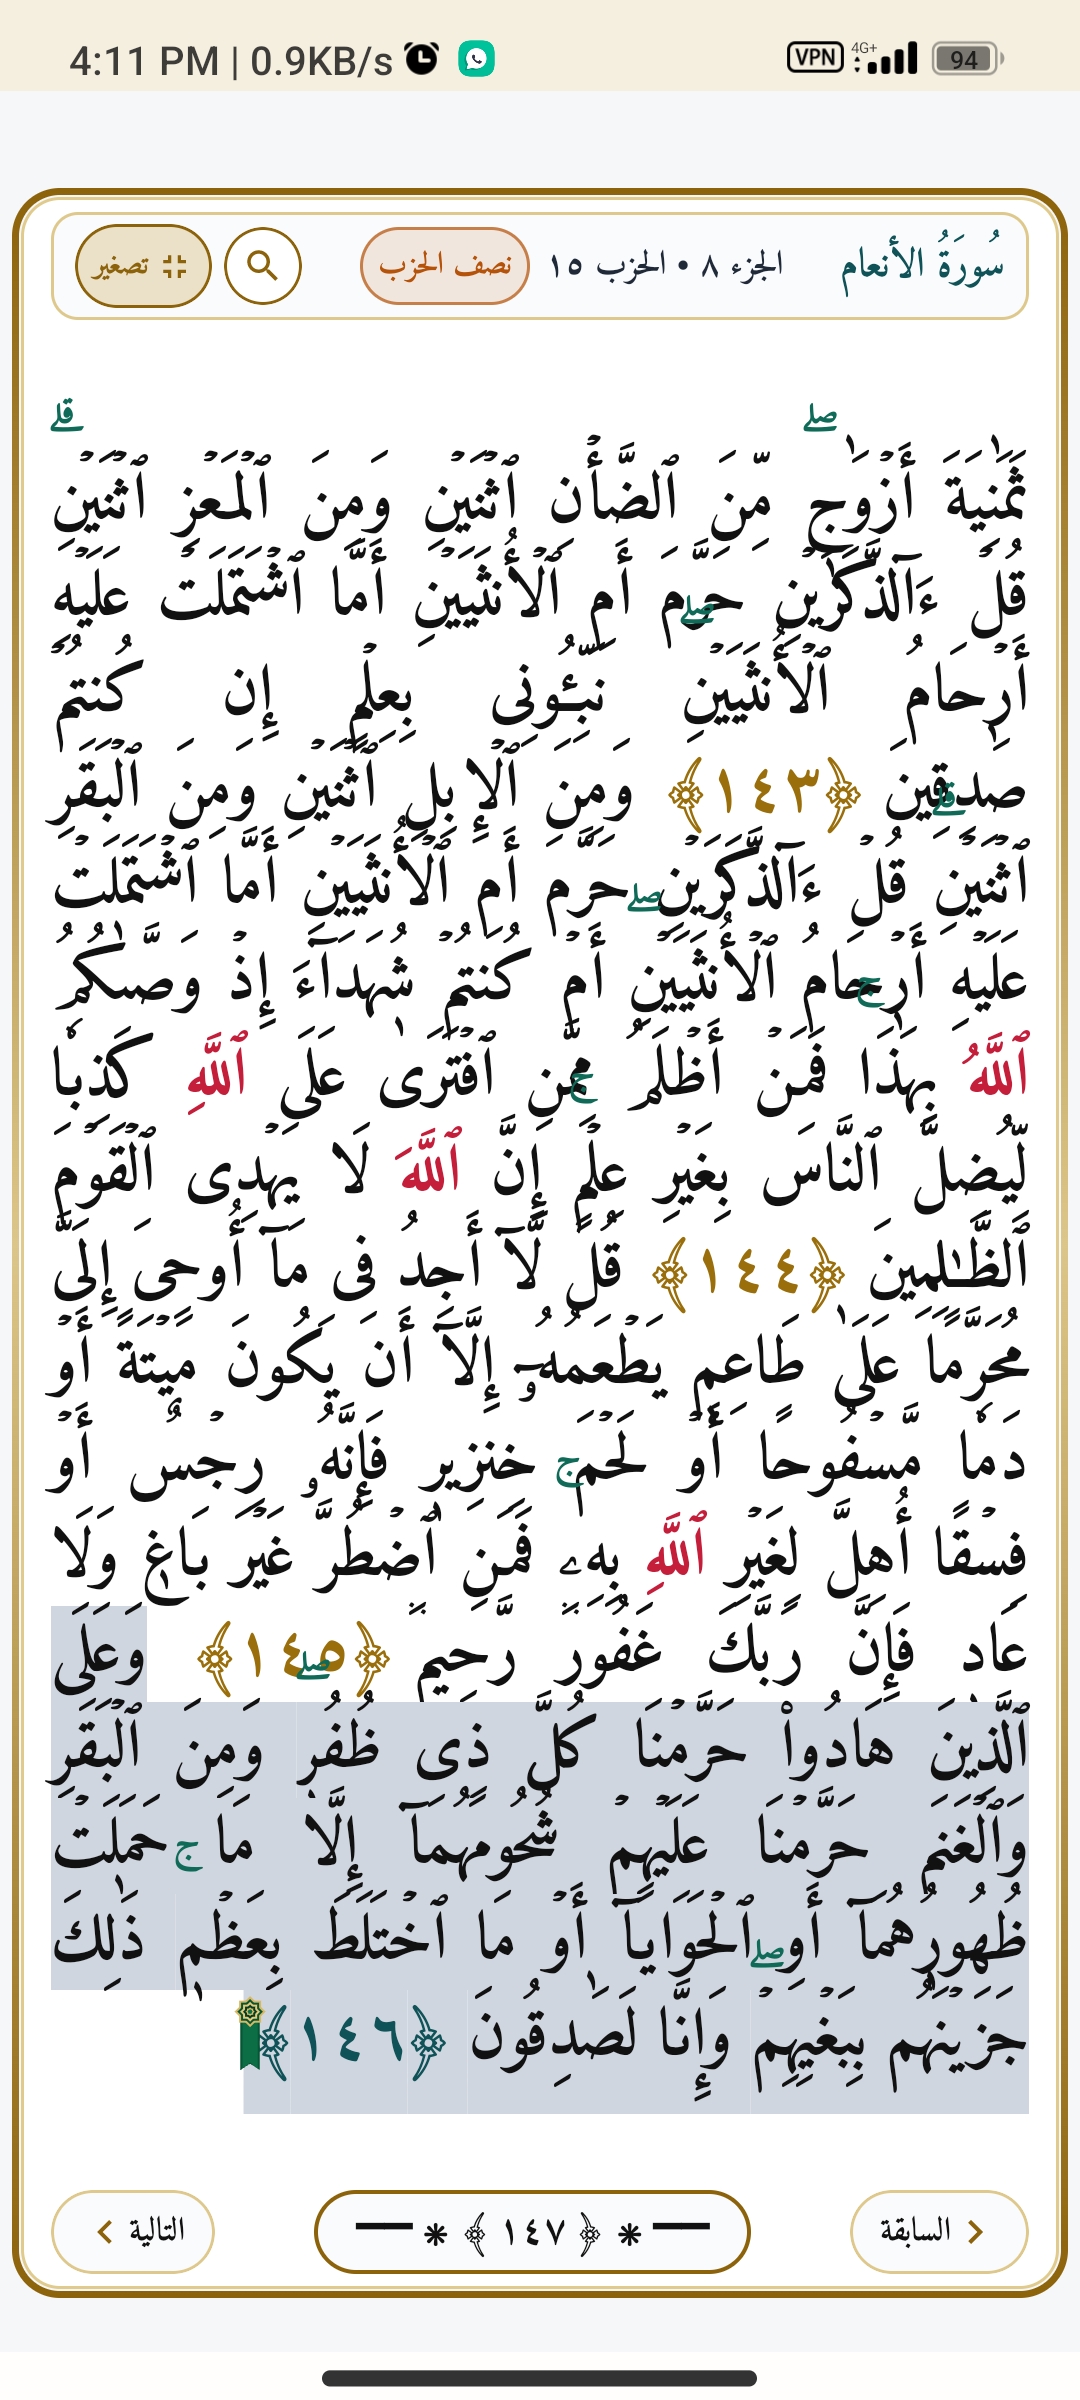 4:11 PM | 0.9KB/s VPN 4G+ 94
سُورَةُ الأنعام الجزء ٨ • الحزب ١٥ نصف الحزب تصغير
ثَمَٰنِيَةَ أَزۡوَٰجٖۖ مِّنَ ٱلضَّأۡنِ ٱثۡنَيۡنِ وَمِنَ ٱلۡمَعۡزِ ٱثۡنَيۡنِۗ
قُلۡ ءَآلذَّكَرَيۡنِ حَرَّمَ أَمِ ٱلۡأُنثَيَيۡنِ أَمَّا ٱشۡتَمَلَتۡ عَلَيۡهِ
أَرۡحَامُ ٱلۡأُنثَيَيۡنِۖ نَبِّـُٔونِي بِعِلۡمٍ إِن كُنتُمۡ
صَٰدِقِينَ ﴿١٤٣﴾ وَمِنَ ٱلۡإِبِلِ ٱثۡنَيۡنِ وَمِنَ ٱلۡبَقَرِ
ٱثۡنَيۡنِۗ قُلۡ ءَآلذَّكَرَيۡنِ حَرَّمَ أَمِ ٱلۡأُنثَيَيۡنِ أَمَّا ٱشۡتَمَلَتۡ
عَلَيۡهِ أَرۡحَامُ ٱلۡأُنثَيَيۡنِۖ أَمۡ كُنتُمۡ شُهَدَآءَ إِذۡ وَصَّىٰكُمُ
ٱللَّهُ بِهَٰذَاۚ فَمَنۡ أَظۡلَمُ مِمَّنِ ٱفۡتَرَىٰ عَلَى ٱللَّهِ كَذِبٗا
لِّيُضِلَّ ٱلنَّاسَ بِغَيۡرِ عِلۡمٍۚ إِنَّ ٱللَّهَ لَا يَهۡدِي ٱلۡقَوۡمَ
ٱلظَّٰلِمِينَ ﴿١٤٤﴾ قُل لَّآ أَجِدُ فِي مَآ أُوحِيَ إِلَيَّ
مُحَرَّمًا عَلَىٰ طَاعِمٖ يَطۡعَمُهُۥٓ إِلَّآ أَن يَكُونَ مَيۡتَةً أَوۡ
دَمٗا مَّسۡفُوحًا أَوۡ لَحۡمَ خِنزِيرٖ فَإِنَّهُۥ رِجۡسٌ أَوۡ
فِسۡقًا أُهِلَّ لِغَيۡرِ ٱللَّهِ بِهِۦۚ فَمَنِ ٱضۡطُرَّ غَيۡرَ بَاغٖ وَلَا
عَادٖ فَإِنَّ رَبَّكَ غَفُورٞ رَّحِيمٞ ﴿١٤٥﴾ وَعَلَى
ٱلَّذِينَ هَادُواْ حَرَّمۡنَا كُلَّ ذِي ظُفُرٖۖ وَمِنَ ٱلۡبَقَرِ
وَٱلۡغَنَمِ حَرَّمۡنَا عَلَيۡهِمۡ شُحُومَهُمَآ إِلَّا مَا حَمَلَتۡ
ظُهُورُهُمَآ أَوِ ٱلۡحَوَايَآ أَوۡ مَا ٱخۡتَلَطَ بِعَظۡمٖۚ ذَٰلِكَ
جَزَيۡنَٰهُم بِبَغۡيِهِمۡۖ وَإِنَّا لَصَٰدِقُونَ ﴿١٤٦﴾
السابقة ﴿ ١٤٧ ﴾ التالية